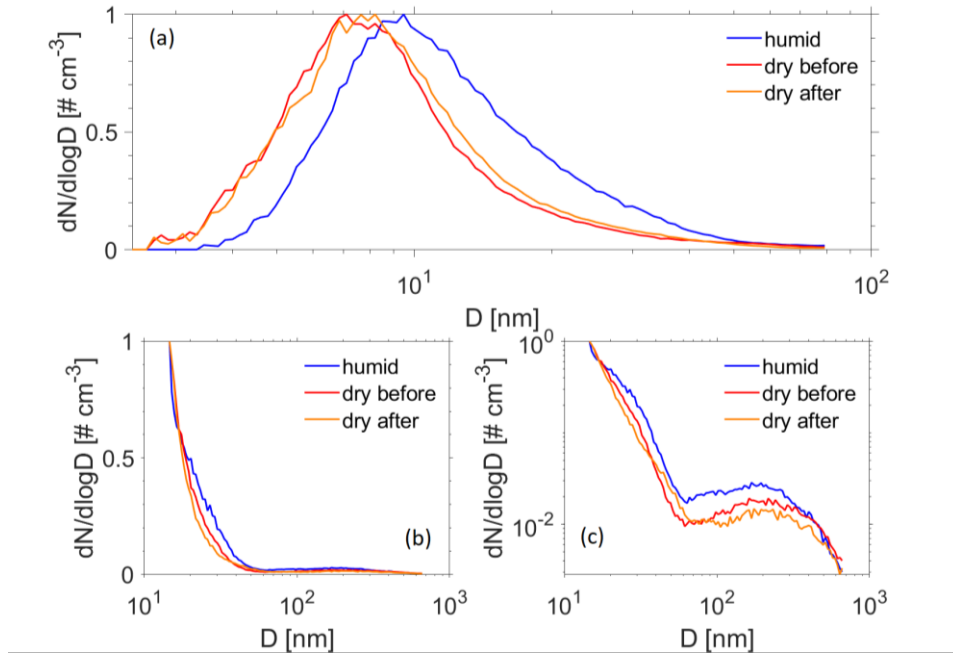 (a)
humid
dry before
dry after
dN/dlogD [# cm⁻³]
1
0.5
0
10¹
10²
D [nm]
(b)
humid
dry before
dry after
dN/dlogD [# cm⁻³]
1
0.5
0
10¹
10²
10³
D [nm]
(c)
humid
dry before
dry after
dN/dlogD [# cm⁻³]
10⁰
10⁻²
10¹
10²
10³
D [nm]